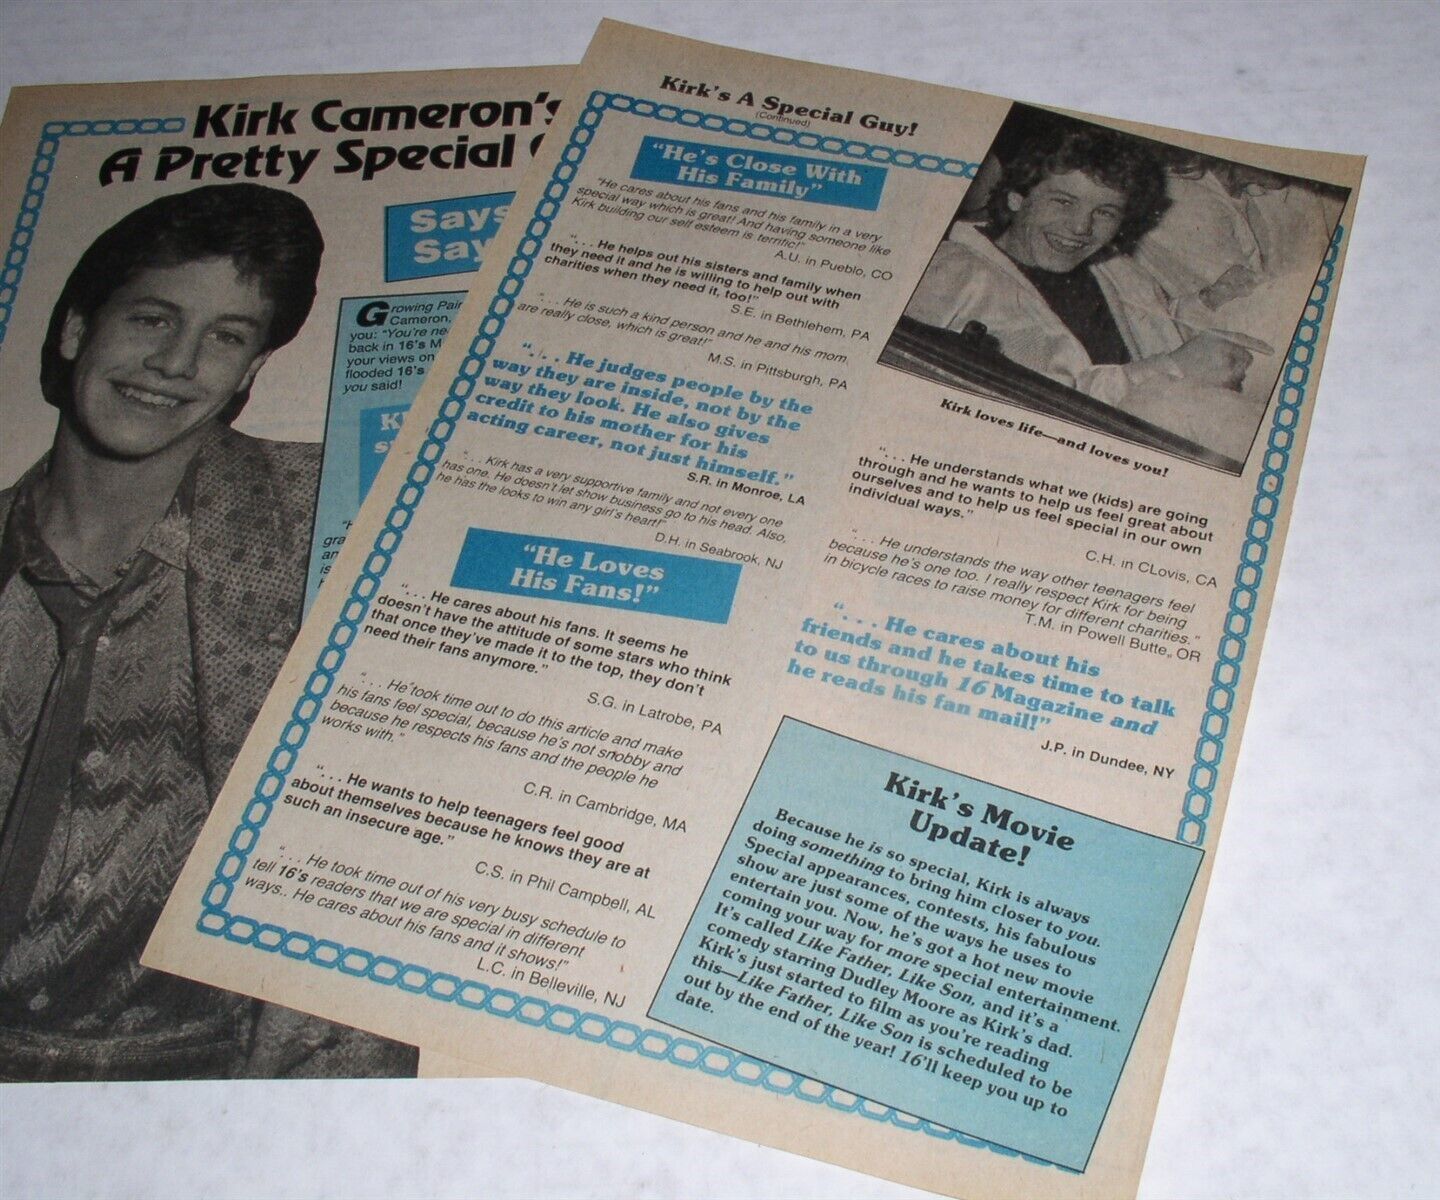 Kirk Cameron's
A Pretty Special
Says
Say
Growing Pain
Cameron,
you: "You're ne
back in 16's M
your views on
flooded 16's
you said!
K
Kirk's A Special Guy!
(Continued)
"He's Close With
His Family"
"He cares about his fans and his family in a very
special way which is great! And having someone like
Kirk building our self esteem is terrific!"
A.U. in Pueblo, CO
". . . He helps out his sisters and family when
they need it and he is willing to help out with
charities when they need it, too!"
S.E. in Bethlehem, PA
". . . He is such a kind person and he and his mom,
are really close, which is great!"
M.S. in Pittsburgh, PA
". . . He judges people by the
way they are inside, not by the
way they look. He also gives
credit to his mother for his
acting career, not just himself."
S.R. in Monroe, LA
". . . Kirk has a very supportive family and not every one
has one. He doesn't let show business go to his head. Also,
he has the looks to win any girl's heart!"
D.H. in Seabrook, NJ
"He Loves
His Fans!"
". . . He cares about his fans. It seems he
doesn't have the attitude of some stars who think
that once they've made it to the top, they don't
need their fans anymore."
S.G. in Latrobe, PA
". . . He took time out to do this article and make
his fans feel special, because he's not snobby and
because he respects his fans and the people he
works with."
C.R. in Cambridge, MA
". . . He wants to help teenagers feel good
about themselves because he knows they are at
such an insecure age."
C.S. in Phil Campbell, AL
". . . He took time out of his very busy schedule to
tell 16's readers that we are special in different
ways.. He cares about his fans and it shows!"
L.C. in Belleville, NJ
Kirk loves life—and loves you!
". . . He understands what we (kids) are going
through and he wants to help us feel great about
ourselves and to help us feel special in our own
individual ways."
C.H. in CLovis, CA
". . . He understands the way other teenagers feel
because he's one too. I really respect Kirk for being
in bicycle races to raise money for different charities."
T.M. in Powell Butte, OR
". . . He cares about his
friends and he takes time to talk
to us through 16 Magazine and
he reads his fan mail!"
J.P. in Dundee, NY
Kirk's Movie
Update!
Because he is so special, Kirk is always
doing something to bring him closer to you.
Special appearances, contests, his fabulous
show are just some of the ways he uses to
entertain you. Now, he's got a hot new movie
coming your way for more special entertainment.
It's called Like Father, Like Son, and it's a
comedy starring Dudley Moore as Kirk's dad.
Kirk's just started to film as you're reading
this—Like Father, Like Son is scheduled to be
out by the end of the year! 16'll keep you up to
date.